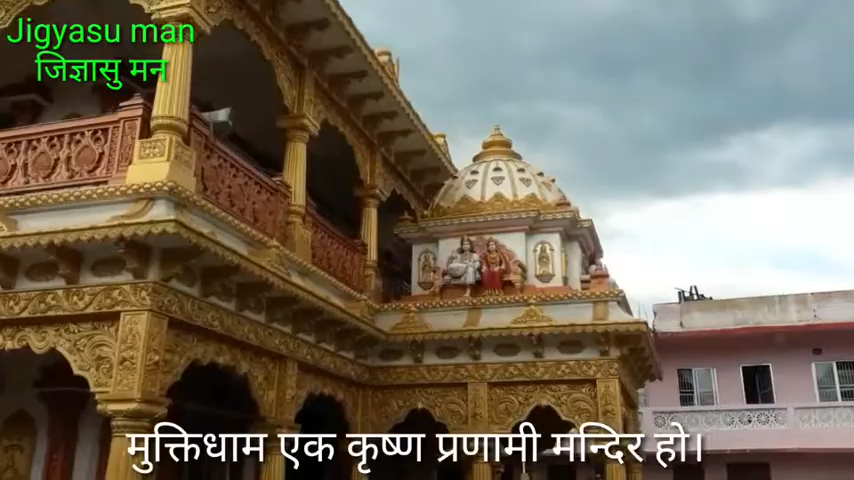 Jigyasu man
जिज्ञासु मन
मुक्तिधाम एक कृष्ण प्रणामी मन्दिर हो।